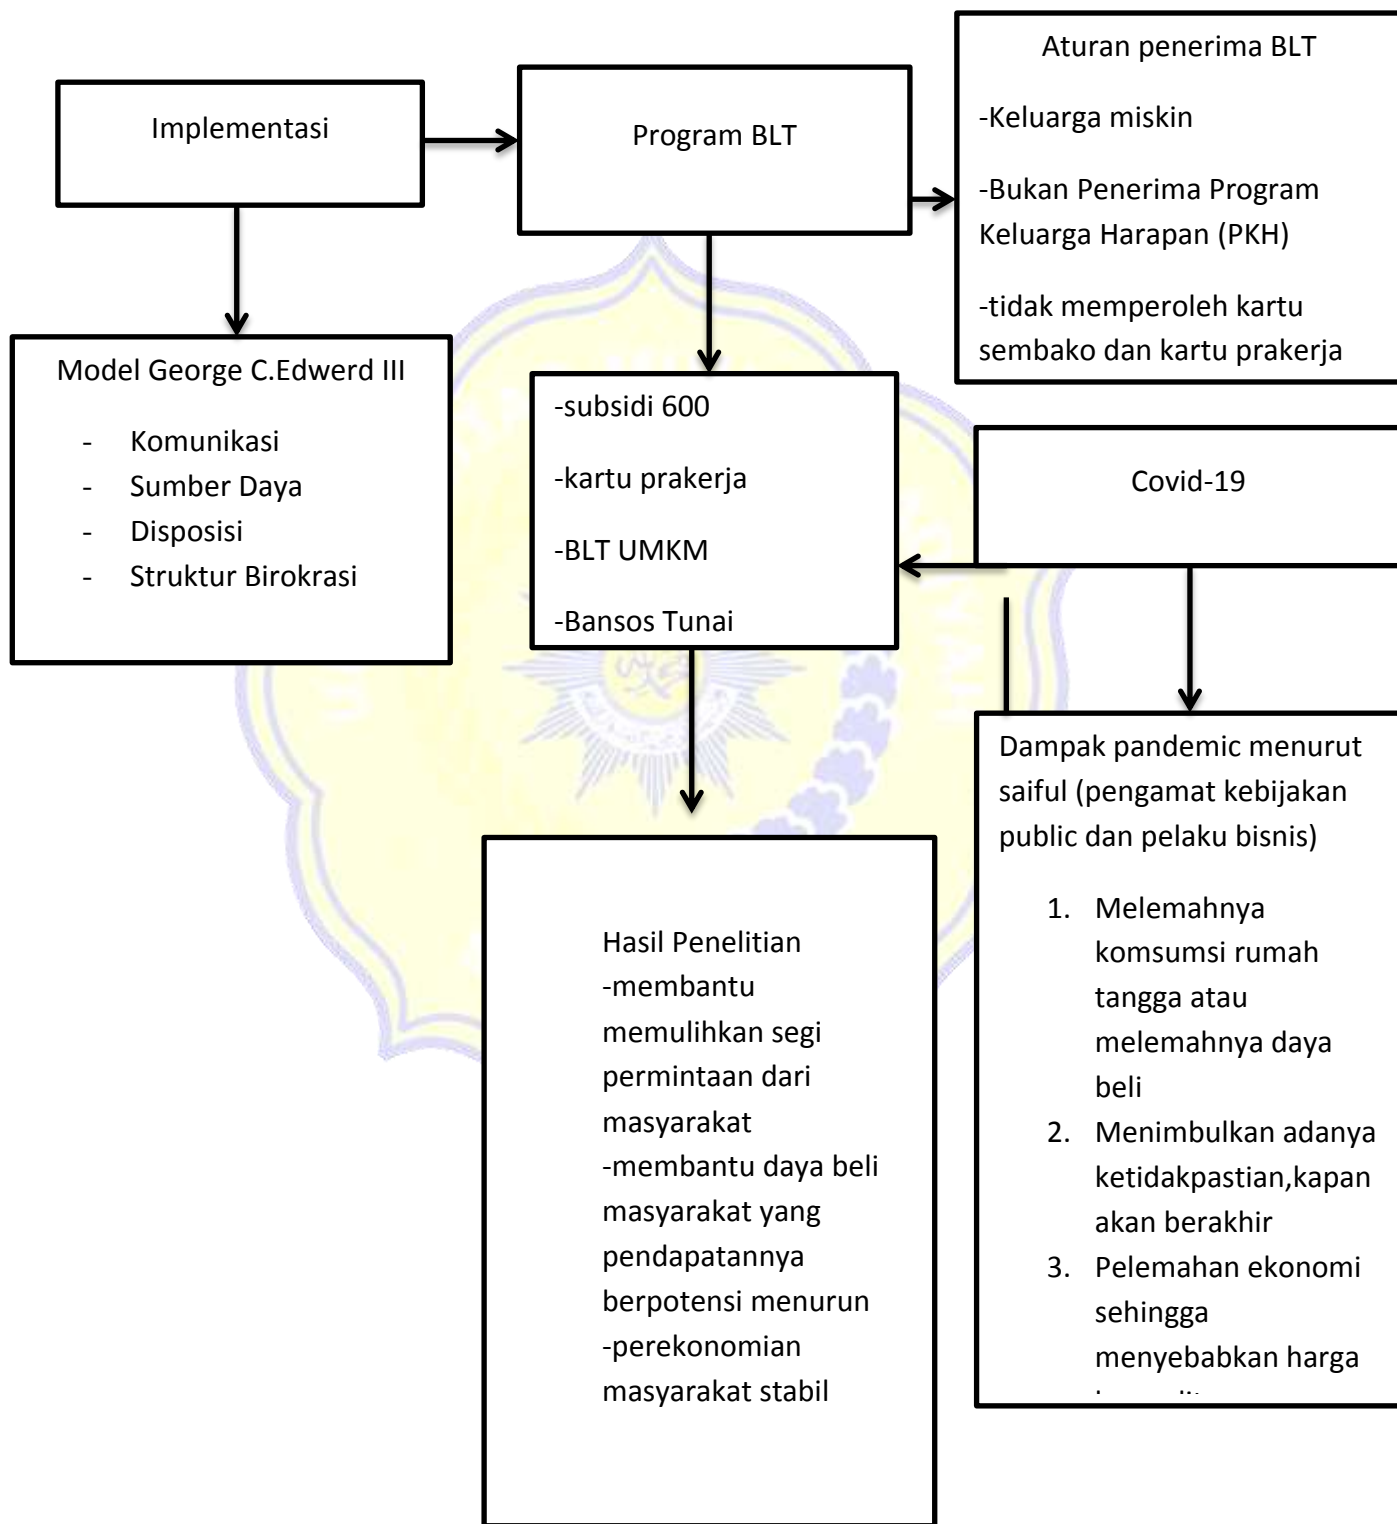 Implementasi
Program BLT
Aturan penerima BLT
-Keluarga miskin
-Bukan Penerima Program
Keluarga Harapan (PKH)
-tidak memperoleh kartu
sembako dan kartu prakerja
Model George C.Edwerd III
- Komunikasi
- Sumber Daya
- Disposisi
- Struktur Birokrasi
-subsidi 600
-kartu prakerja
-BLT UMKM
-Bansos Tunai
Covid-19
Dampak pandemic menurut
saiful (pengamat kebijakan
public dan pelaku bisnis)
1. Melemahnya
komsumsi rumah
tangga atau
melemahnya daya
beli
2. Menimbulkan adanya
ketidakpastian,kapan
akan berakhir
3. Pelemahan ekonomi
sehingga
menyebabkan harga
Hasil Penelitian
-membantu
memulihkan segi
permintaan dari
masyarakat
-membantu daya beli
masyarakat yang
pendapatannya
berpotensi menurun
-perekonomian
masyarakat stabil